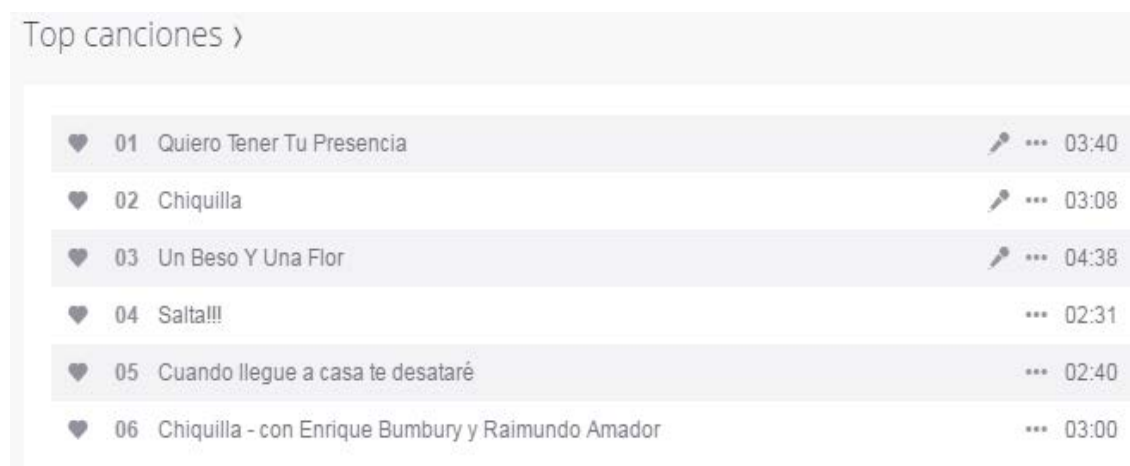 Top canciones ›
01 Quiero Tener Tu Presencia ••• 03:40
02 Chiquilla ••• 03:08
03 Un Beso Y Una Flor ••• 04:38
04 Salta!!! ••• 02:31
05 Cuando llegue a casa te desataré ••• 02:40
06 Chiquilla - con Enrique Bumbury y Raimundo Amador ••• 03:00